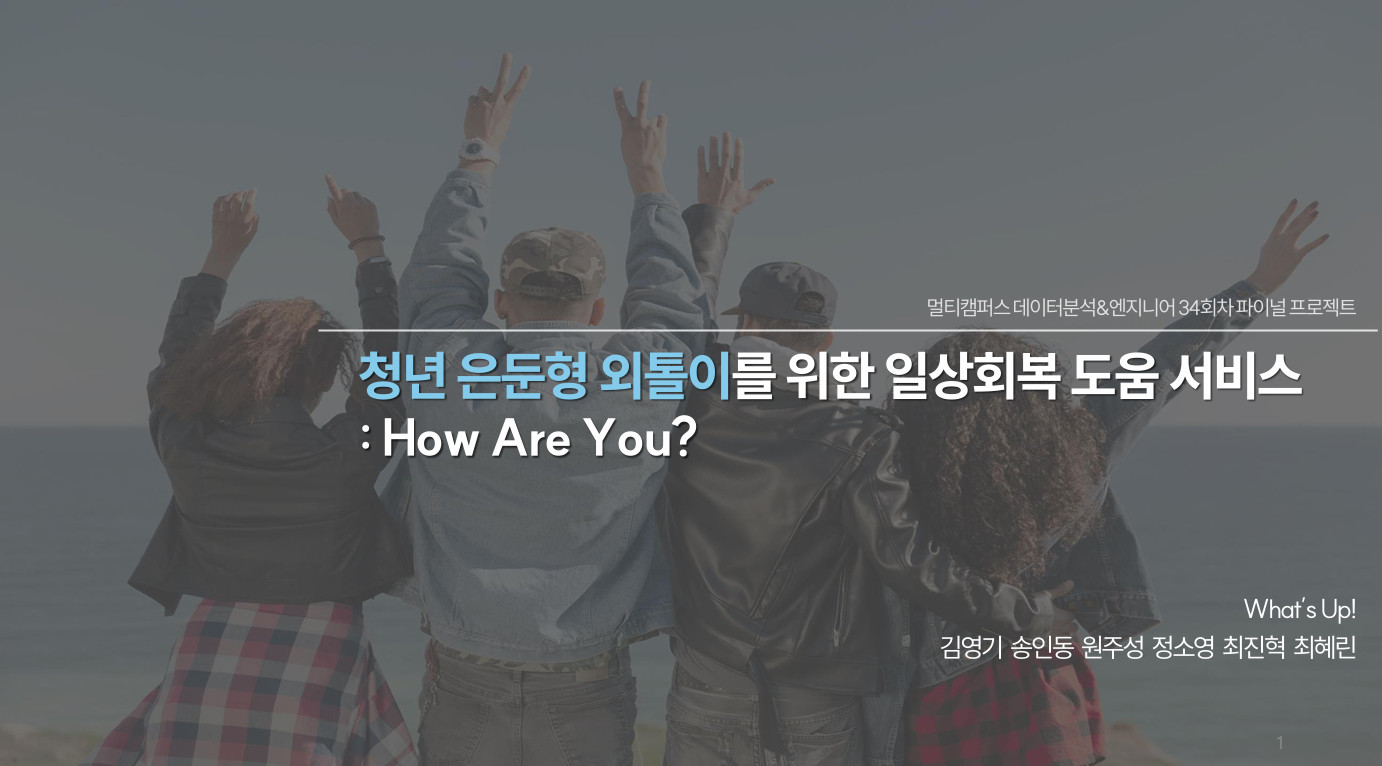 멀티캠퍼스 데이터분석&엔지니어 34회차 파이널 프로젝트
청년 은둔형 외톨이를 위한 일상회복 도움 서비스
: How Are You?
What's Up!
김영기 송인동 원주성 정소영 최진혁 최혜린
1